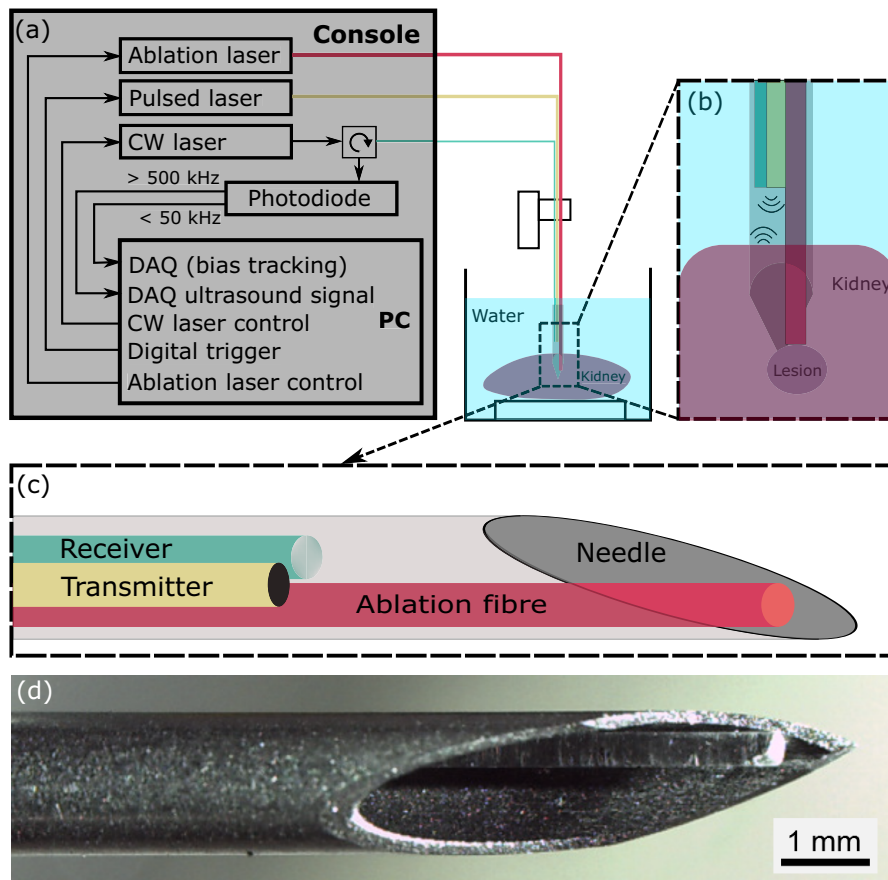 (a)
Console
Ablation laser
Pulsed laser
CW laser
> 500 kHz
Photodiode
< 50 kHz
DAQ (bias tracking)
DAQ ultrasound signal
CW laser control
PC
Digital trigger
Ablation laser control
Water
Kidney
(b)
Kidney
Lesion
(c)
Receiver
Needle
Transmitter
Ablation fibre
(d)
1 mm